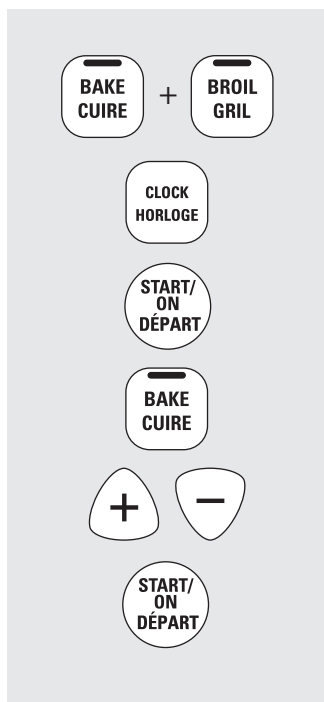 BAKE
CUIRE
+
BROIL
GRIL
CLOCK
HORLOGE
START/
ON
DÉPART
BAKE
CUIRE
+ −
START/
ON
DÉPART